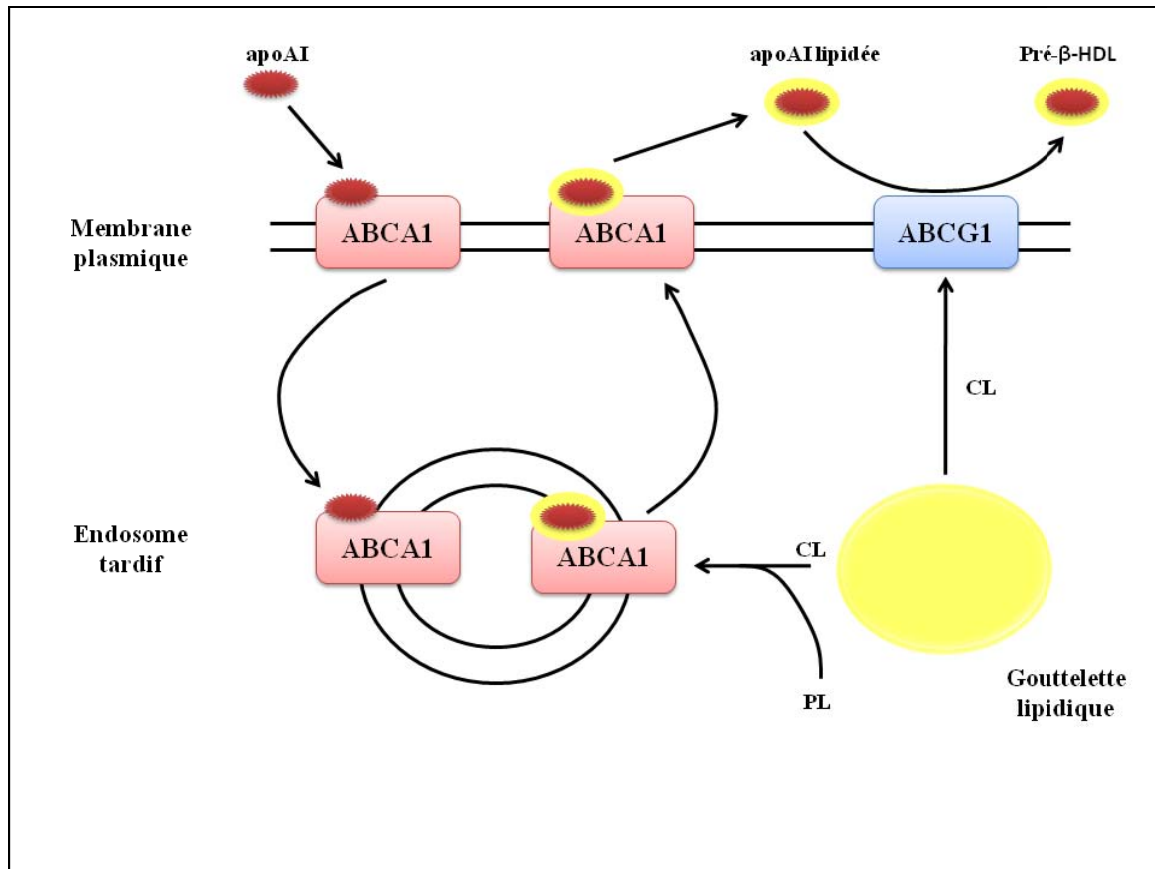 apoAI
apoAI lipidée
Pré-β-HDL
Membrane
plasmique
ABCA1
ABCA1
ABCG1
CL
Endosome
tardif
ABCA1
ABCA1
CL
PL
Gouttelette
lipidique